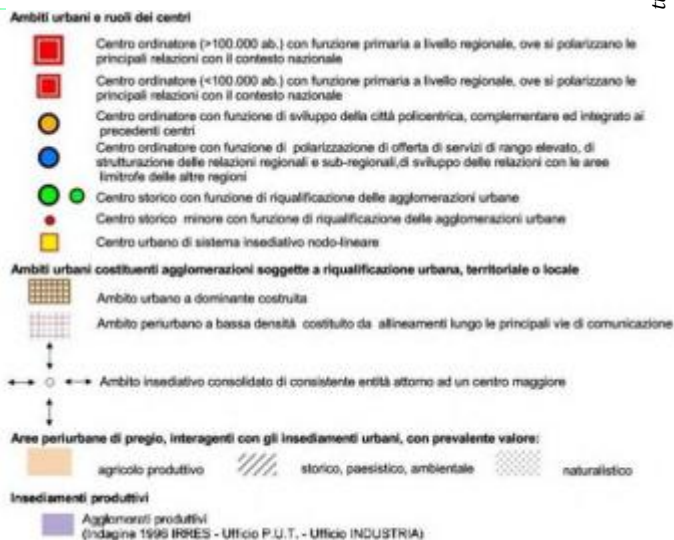 Ambiti urbani e ruoli dei centri
Centro ordinatore (>100.000 ab.) con funzione primaria a livello regionale, ove si polarizzano le
principali relazioni con il contesto nazionale
Centro ordinatore (<100.000 ab.) con funzione primaria a livello regionale, ove si polarizzano le
principali relazioni con il contesto nazionale
Centro ordinatore con funzione di sviluppo della città policentrica, complementare ed integrato ai
precedenti centri
Centro ordinatore con funzione di polarizzazione di offerta di servizi di rango elevato, di
strutturazione delle relazioni regionali e sub-regionali,di sviluppo delle relazioni con le aree
limitrofe delle altre regioni
Centro storico con funzione di riqualificazione delle agglomerazioni urbane
Centro storico minore con funzione di riqualificazione delle agglomerazioni urbane
Centro urbano di sistema insediativo nodo-lineare
Ambiti urbani costituenti agglomerazioni soggette a riqualificazione urbana, territoriale o locale
Ambito urbano a dominante costruita
Ambito periurbano a bassa densità costituito da allineamenti lungo le principali vie di comunicazione
Ambito insediativo consolidato di consistente entità attorno ad un centro maggiore
Aree periurbane di pregio, interagenti con gli insediamenti urbani, con prevalente valore:
agricolo produttivo storico, paesistico, ambientale naturalistico
Insediamenti produttivi
Agglomerati produttivi
(Indagine 1996 IRRES - Ufficio P.U.T. - Ufficio INDUSTRIA)